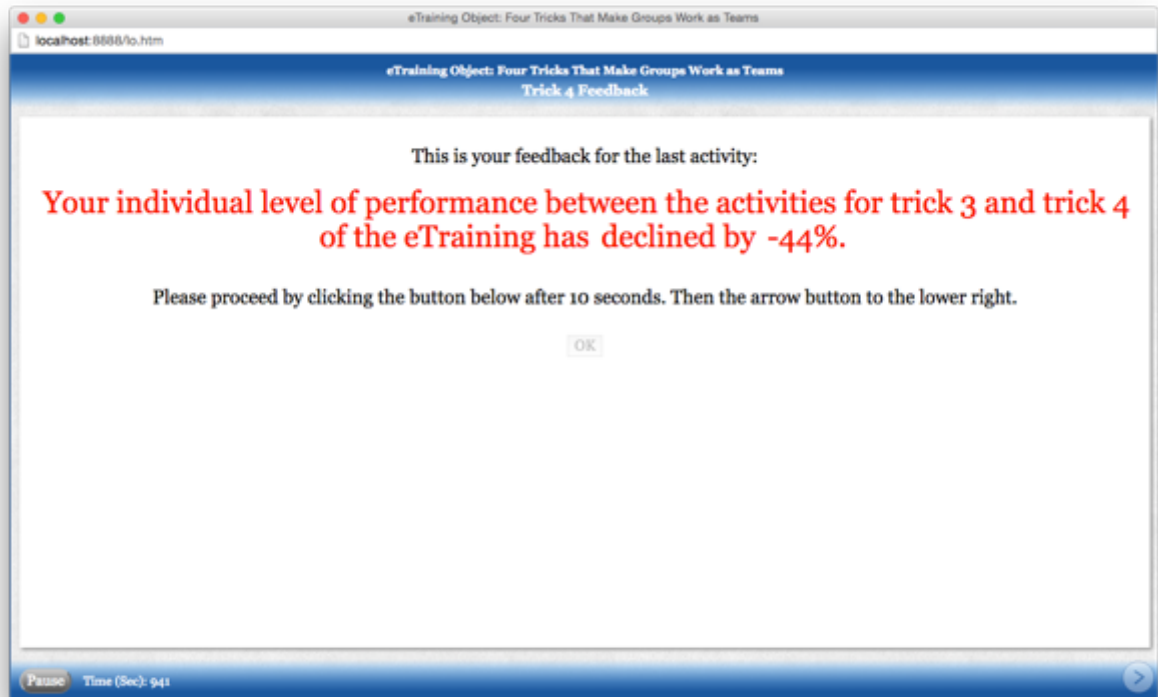 eTraining Object: Four Tricks That Make Groups Work as Teams
localhost:8888/lo.htm
eTraining Object: Four Tricks That Make Groups Work as Teams
Trick 4 Feedback
This is your feedback for the last activity:
Your individual level of performance between the activities for trick 3 and trick 4
of the eTraining has declined by -44%.
Please proceed by clicking the button below after 10 seconds. Then the arrow button to the lower right.
OK
Pause Time (Sec): 941